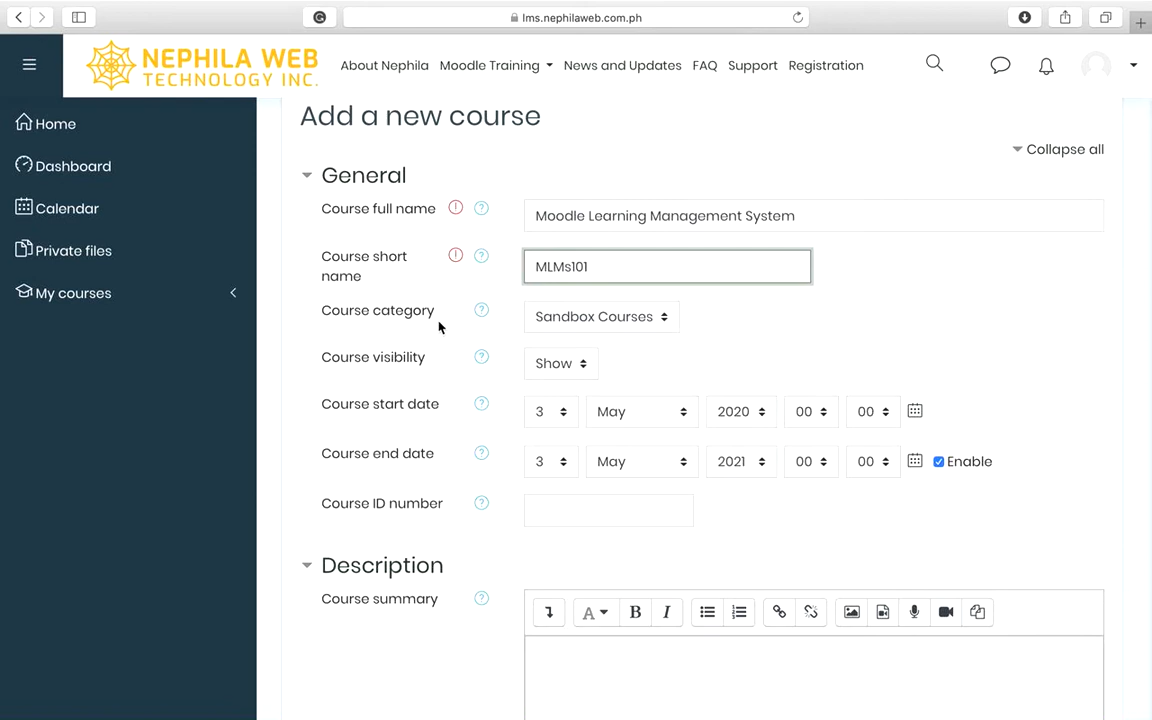 lms.nephilaweb.com.ph
NEPHILA WEB
TECHNOLOGY INC.
About Nephila Moodle Training News and Updates FAQ Support Registration
Home
Dashboard
Calendar
Private files
My courses
Add a new course
Collapse all
General
Course full name Moodle Learning Management System
Course short name MLMs101
Course category Sandbox Courses
Course visibility Show
Course start date 3 May 2020 00 00
Course end date 3 May 2021 00 00 Enable
Course ID number
Description
Course summary
A B I